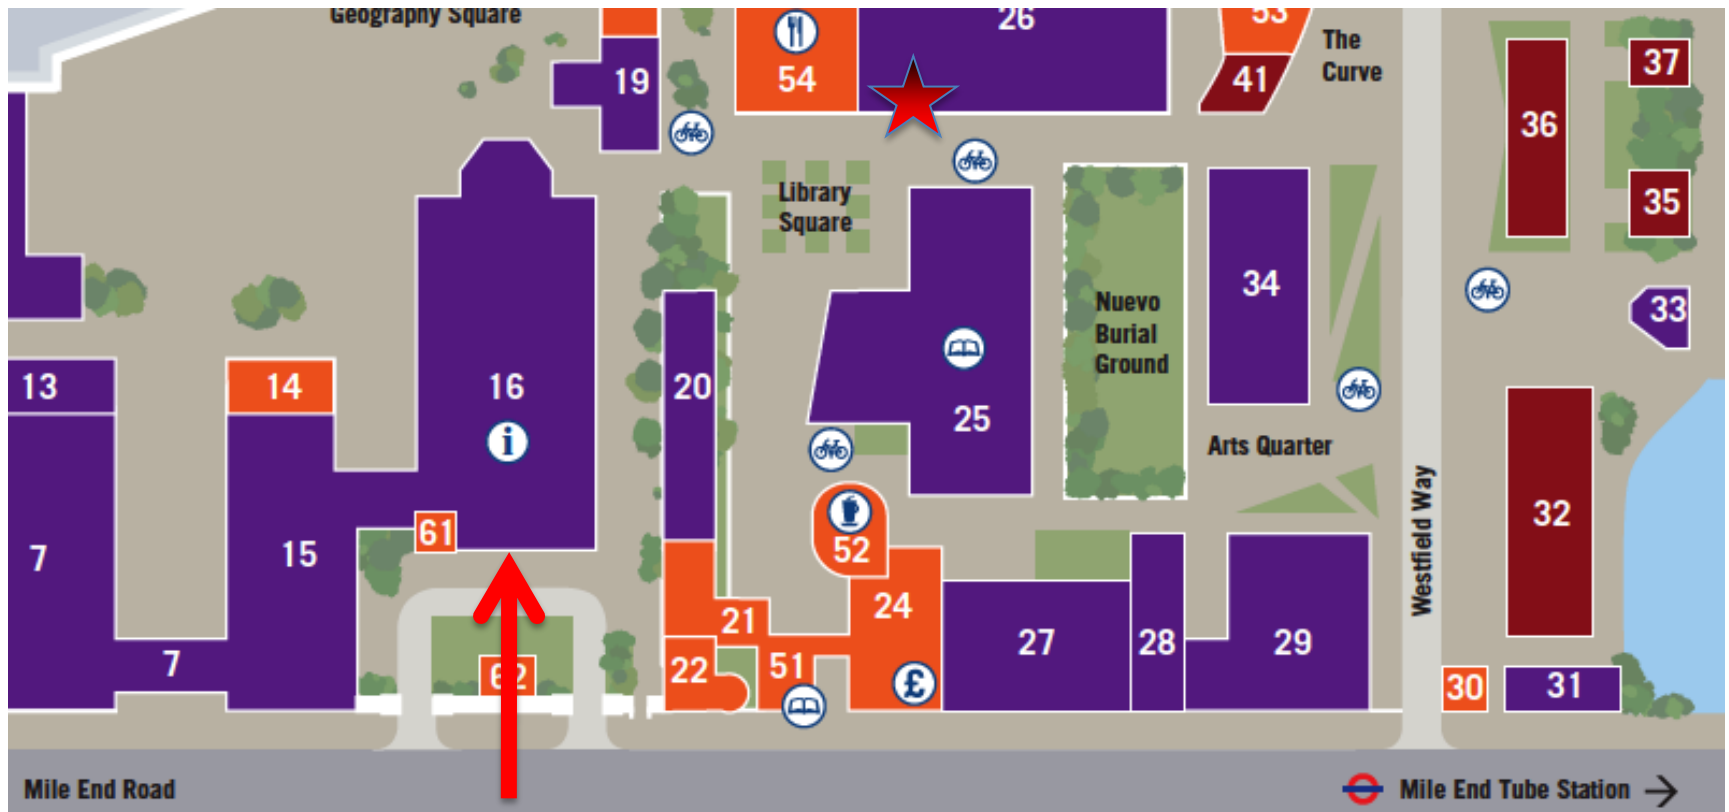 Geography Square
26
53
The
Curve
19
54
41
37
36
35
Library
Square
34
33
Nuevo
Burial
Ground
13
14
16
i
20
25
Arts Quarter
Westfield Way
32
61
52
7
15
24
21
27
28
29
7
22
51
62
£
30
31
Mile End Road
Mile End Tube Station